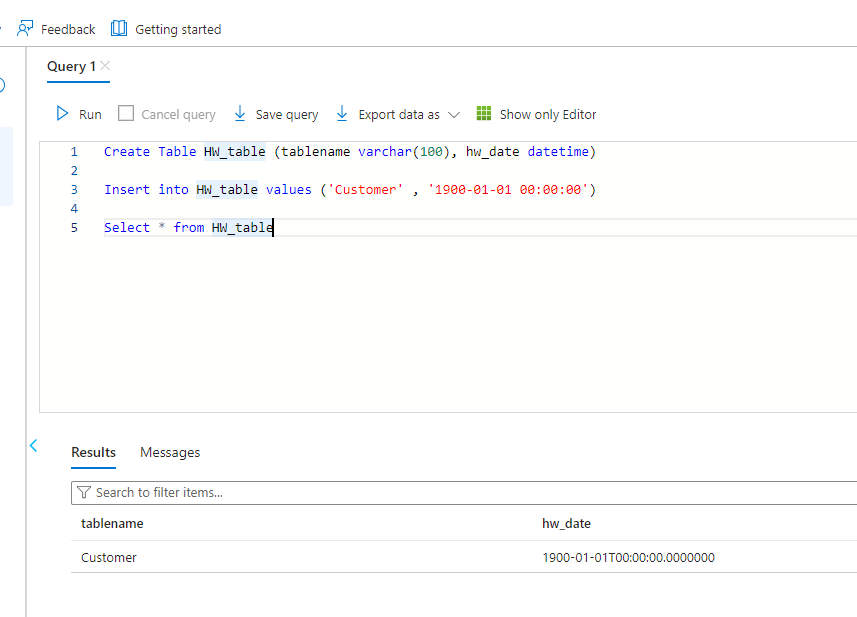 Feedback Getting started
Query 1
Run Cancel query Save query Export data as Show only Editor
1 Create Table HW_table (tablename varchar(100), hw_date datetime)
2
3 Insert into HW_table values ('Customer' , '1900-01-01 00:00:00')
4
5 Select * from HW_table
Results Messages
Search to filter items...
tablename hw_date
Customer 1900-01-01T00:00:00.0000000